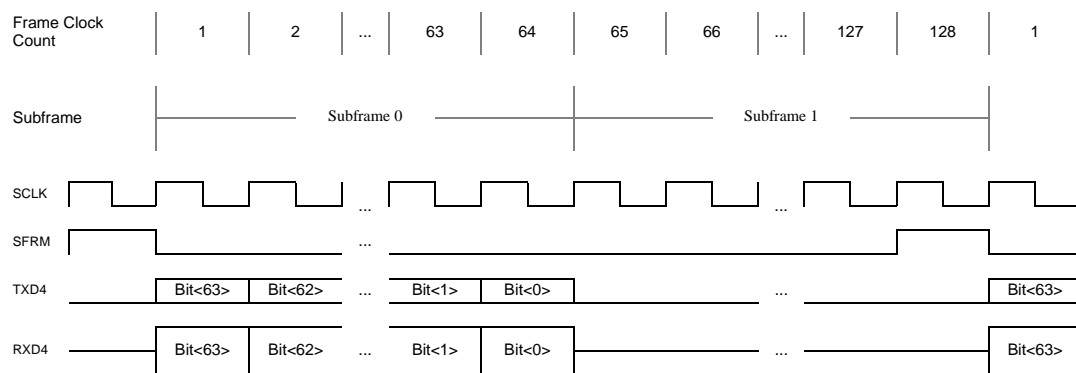 Frame Clock Count 1 2 ... 63 64 65 66 ... 127 128 1
Subframe Subframe 0 Subframe 1
SCLK ... ...
SFRM ...
TXD4 Bit<63> Bit<62> ... Bit<1> Bit<0> ... Bit<63>
RXD4 Bit<63> Bit<62> ... Bit<1> Bit<0> ... Bit<63>